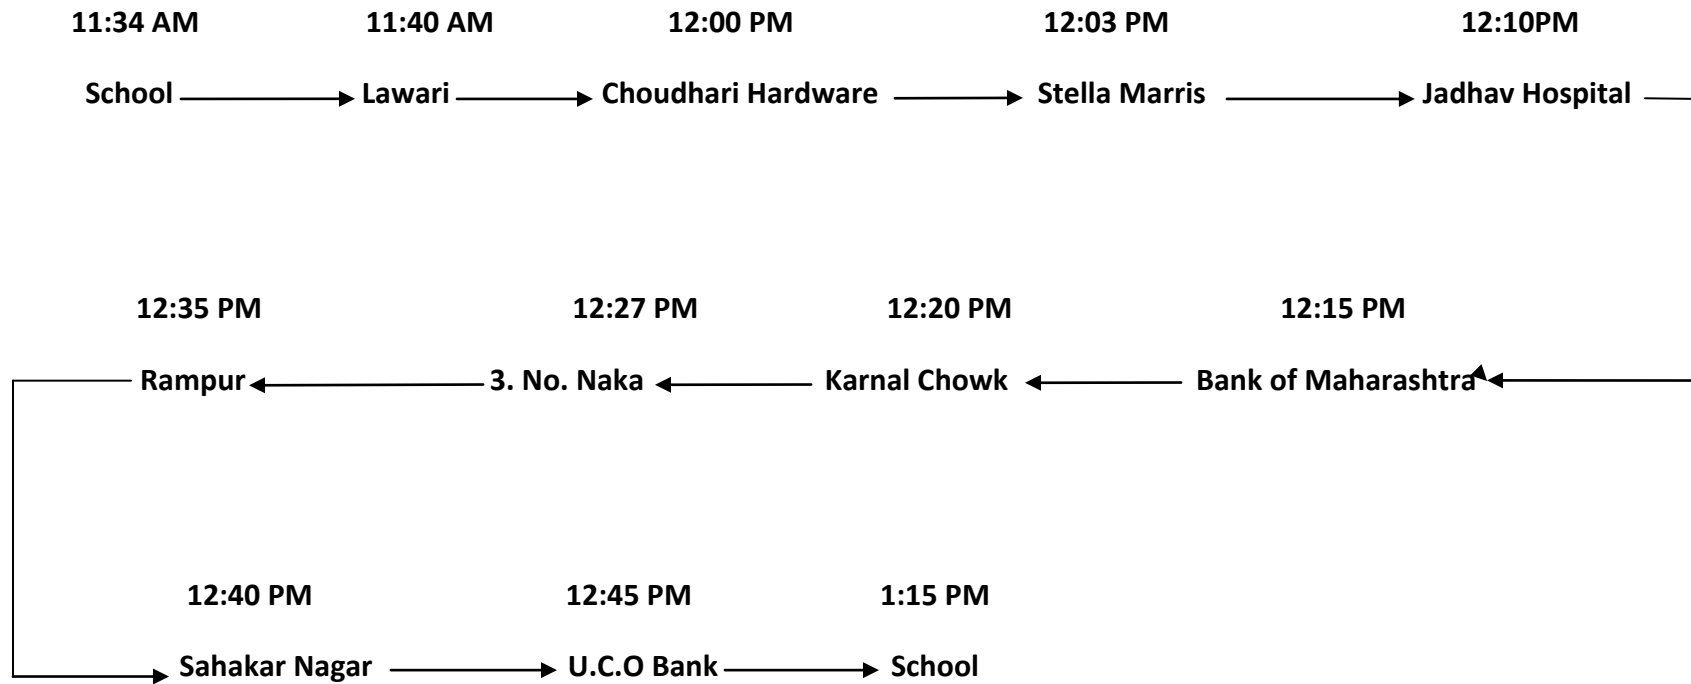 11:34 AM 11:40 AM 12:00 PM 12:03 PM 12:10PM
School Lawari Choudhari Hardware Stella Marris Jadhav Hospital
12:35 PM 12:27 PM 12:20 PM 12:15 PM
Rampur 3. No. Naka Karnal Chowk Bank of Maharashtra
12:40 PM 12:45 PM 1:15 PM
Sahakar Nagar U.C.O Bank School